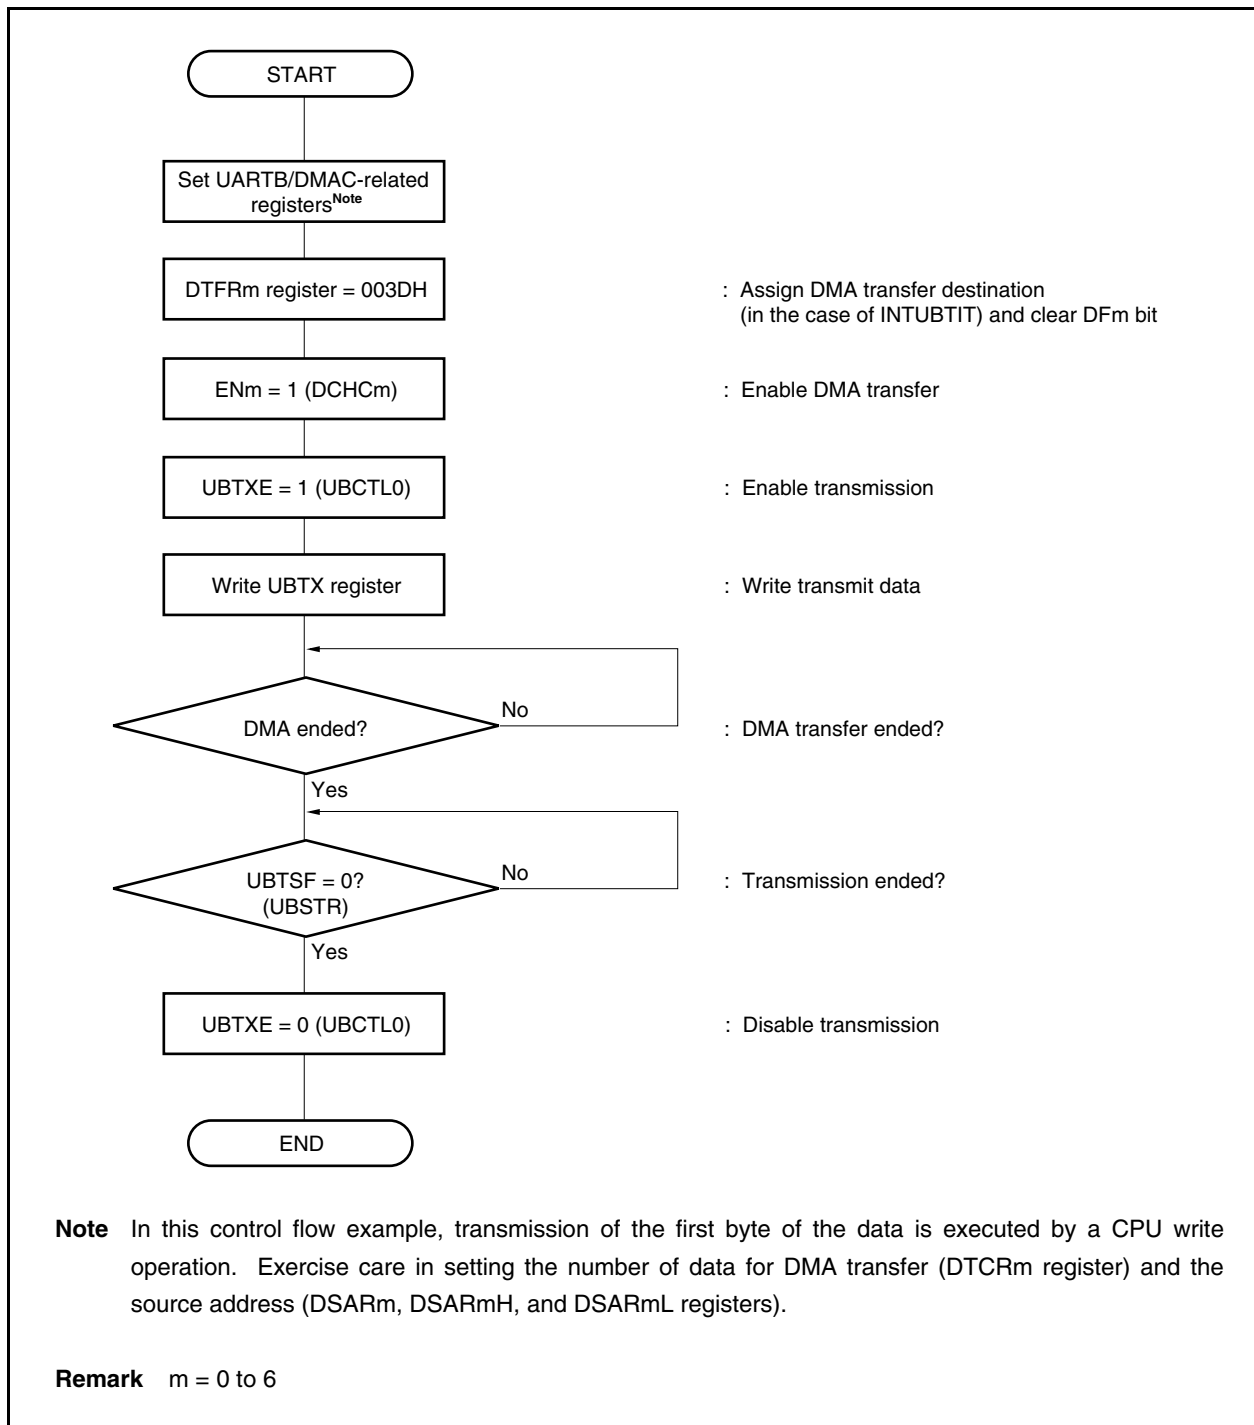 START
Set UARTB/DMAC-related
registersNote
DTFRm register = 003DH
: Assign DMA transfer destination
(in the case of INTUBTIT) and clear DFm bit
ENm = 1 (DCHCm)
: Enable DMA transfer
UBTXE = 1 (UBCTL0)
: Enable transmission
Write UBTX register
: Write transmit data
No
DMA ended?
: DMA transfer ended?
Yes
No
UBTSF = 0?
(UBSTR)
: Transmission ended?
Yes
UBTXE = 0 (UBCTL0)
: Disable transmission
END
Note In this control flow example, transmission of the first byte of the data is executed by a CPU write
operation. Exercise care in setting the number of data for DMA transfer (DTCRm register) and the
source address (DSARm, DSARmH, and DSARmL registers).
Remark m = 0 to 6